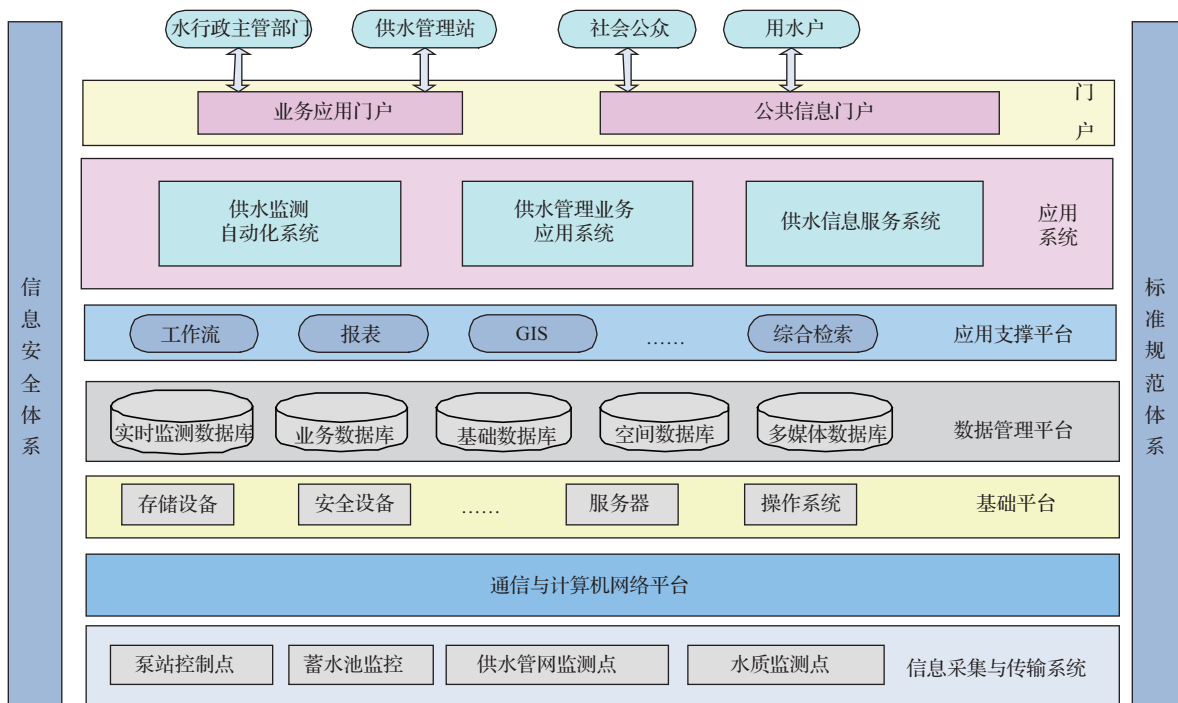 水行政主管部门
供水管理站
社会公众
用水户
业务应用门户
公共信息门户
门
户
供水监测
自动化系统
供水管理业务
应用系统
供水信息服务系统
应用
系统
工作流
报表
GIS
……
综合检索
应用支撑平台
实时监测数据库
业务数据库
基础数据库
空间数据库
多媒体数据库
数据管理平台
存储设备
安全设备
……
服务器
操作系统
基础平台
通信与计算机网络平台
泵站控制点
蓄水池监控
供水管网监测点
水质监测点
信息采集与传输系统
信
息
安
全
体
系
标
准
规
范
体
系